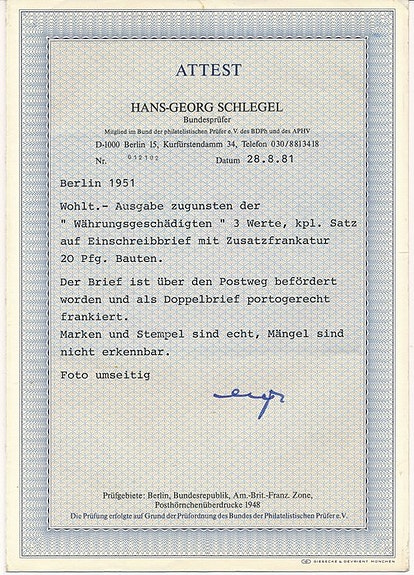 ATTEST
HANS-GEORG SCHLEGEL
Bundesprüfer
Mitglied im Bund der philatelistischen Prüfer e.V. des BDPh und des APHV
D-1000 Berlin 15, Kurfürstendamm 34, Telefon 030/8813418
Nr. 012102 Datum 28.8.81
Berlin 1951
Wohlt.- Ausgabe zugunsten der
" Währungsgeschädigten " 3 Werte, kpl. Satz
auf Einschreibbrief mit Zusatzfrankatur
20 Pfg. Bauten.
Der Brief ist über den Postweg befördert
worden und als Doppelbrief portogerecht
frankiert.
Marken und Stempel sind echt, Mängel sind
nicht erkennbar.
Foto umseitig
Prüfgebiete: Berlin, Bundesrepublik, Am.-Brit.-Franz. Zone,
Posthörnchenüberdrucke 1948
Die Prüfung erfolgte auf Grund der Prüfordnung des Bundes der Philatelistischen Prüfer e.V.
GIESECKE & DEVRIENT MÜNCHEN